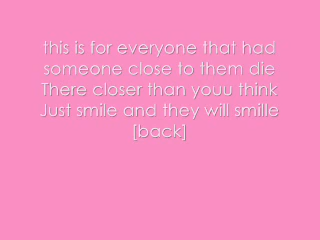 this is for everyone that had
someone close to them die
There closer than youu think
Just smile and they will smille
[back]